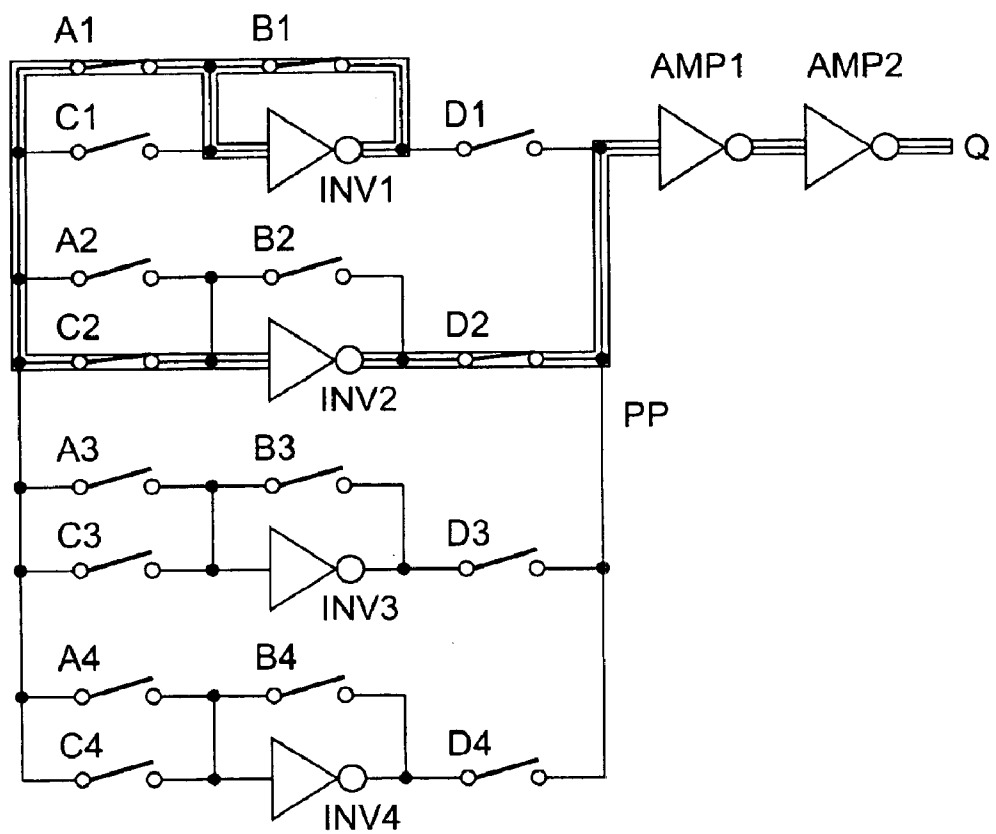 A1 B1 AMP1 AMP2
C1 D1 Q
INV1
A2 B2
C2 D2
INV2
PP
A3 B3
C3 D3
INV3
A4 B4
C4 D4
INV4